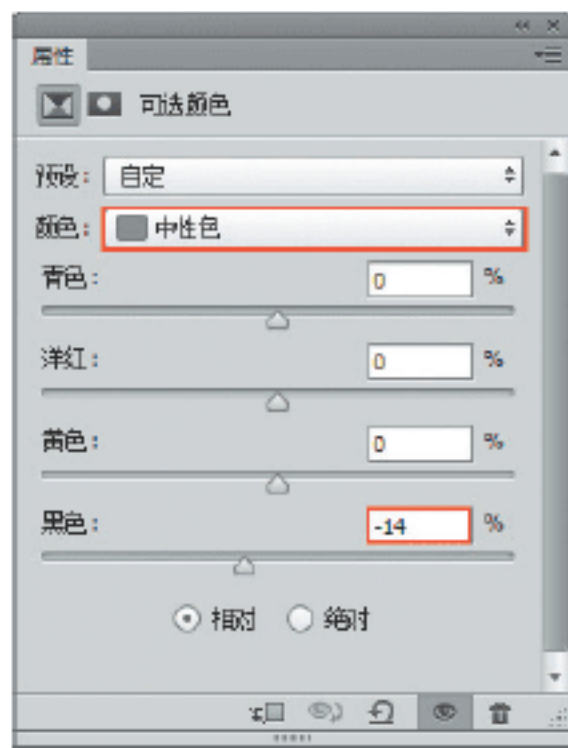 属性
可选颜色
预设： 自定
颜色： 中性色
青色： 0 %
洋红： 0 %
黄色： 0 %
黑色： -14 %
相对 绝对